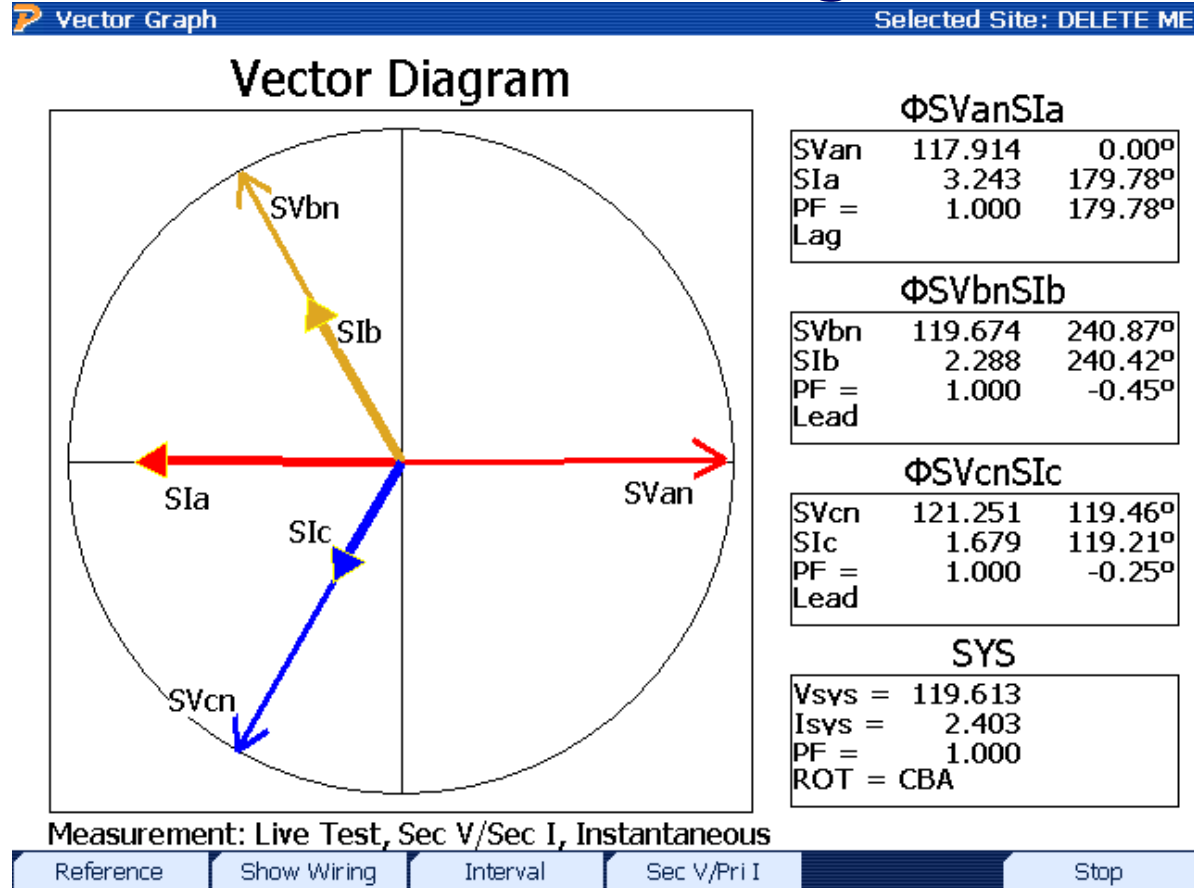 Vector Graph Selected Site: DELETE ME
Vector Diagram
SVbn
SIb
SIa
SVan
SIc
SVcn
ΦSVanSIa
SVan 117.914 0.00º
SIa 3.243 179.78º
PF = 1.000 179.78º
Lag
ΦSVbnSIb
SVbn 119.674 240.87º
SIb 2.288 240.42º
PF = 1.000 -0.45º
Lead
ΦSVcnSIc
SVcn 121.251 119.46º
SIc 1.679 119.21º
PF = 1.000 -0.25º
Lead
SYS
Vsys = 119.613
Isys = 2.403
PF = 1.000
ROT = CBA
Measurement: Live Test, Sec V/Sec I, Instantaneous
Reference Show Wiring Interval Sec V/Pri I Stop